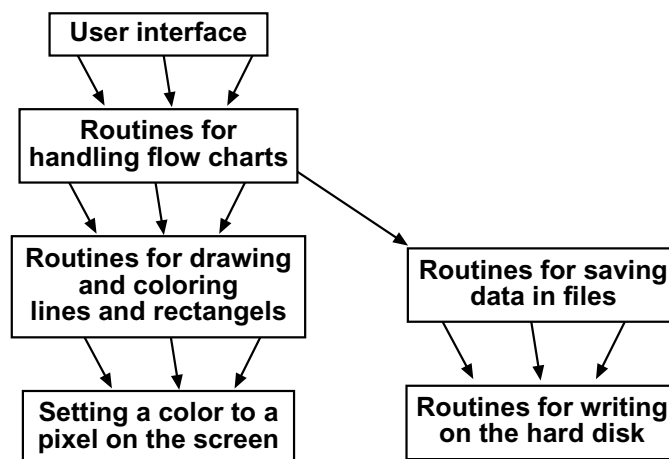 User interface
Routines for
handling flow charts
Routines for drawing
and coloring
lines and rectangels
Routines for saving
data in files
Setting a color to a
pixel on the screen
Routines for writing
on the hard disk